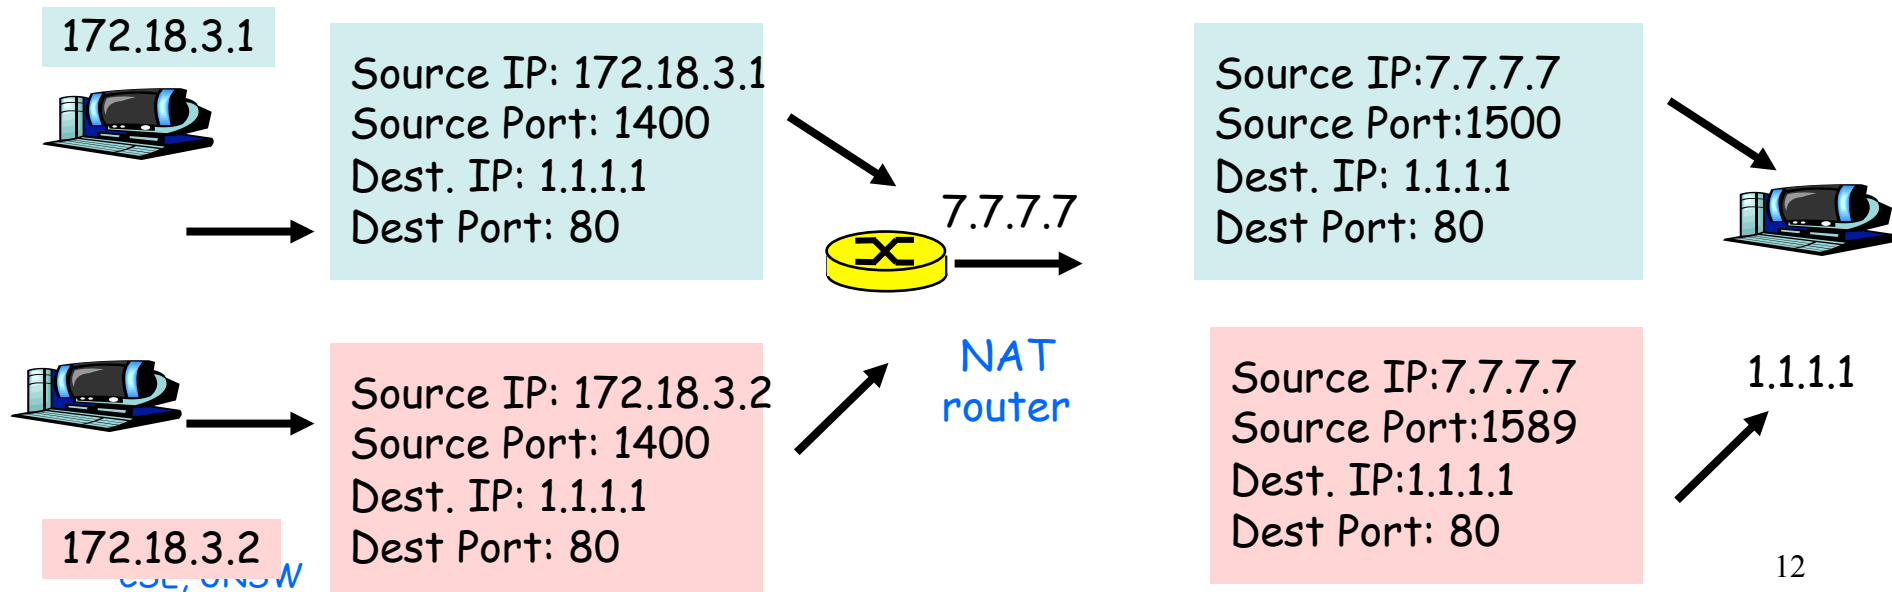 172.18.3.1
Source IP: 172.18.3.1
Source Port: 1400
Dest. IP: 1.1.1.1
Dest Port: 80
7.7.7.7
NAT
router
Source IP:7.7.7.7
Source Port:1500
Dest. IP: 1.1.1.1
Dest Port: 80
172.18.3.2
Source IP: 172.18.3.2
Source Port: 1400
Dest. IP: 1.1.1.1
Dest Port: 80
Source IP:7.7.7.7
Source Port:1589
Dest. IP:1.1.1.1
Dest Port: 80
1.1.1.1
CSE, UNSW
12